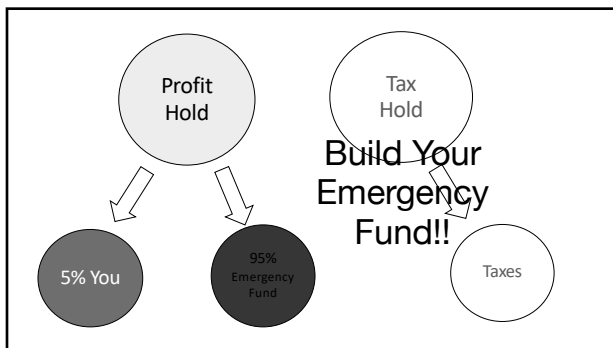 Profit
Hold
Tax
Hold
Build Your
Emergency
Fund!!
5% You
95%
Emergency
Fund
Taxes